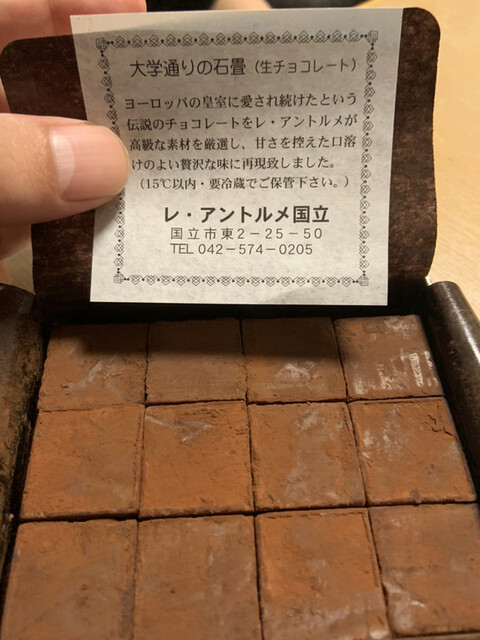 大学通りの石畳（生チョコレート）
ヨーロッパの皇室に愛され続けたという
伝説のチョコレートをレ・アントルメが
高級な素材を厳選し、甘さを控えた口溶
けのよい贅沢な味に再現致しました。
（15℃以内・要冷蔵でご保管下さい。）
レ・アントルメ国立
国立市東2－25－50
TEL 042－574－0205